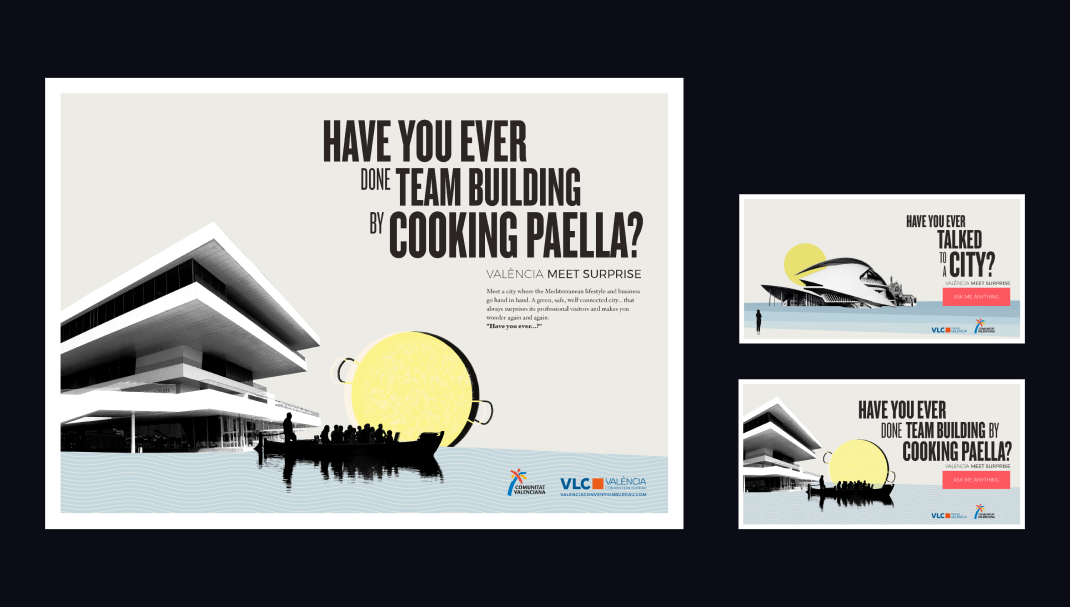 HAVE YOU EVER
DONE TEAM BUILDING
BY COOKING PAELLA?
VALÈNCIA MEET SURPRISE
Meet a city where the Mediterranean lifestyle and business
go hand in hand. A green, safe, well connected city... that
always surprises its professional visitors and makes you
wonder again and again.
"Have you ever...?"
COMUNITAT
VALENCIANA
VLC VALÈNCIA
CONVENTION BUREAU
VALENCIACONVENTIONBUREAU.COM
HAVE YOU EVER
TALKED
TO A CITY?
VALÈNCIA MEET SURPRISE
ASK ME ANYTHING
VLC
VALÈNCIA
COMUNITAT
VALENCIANA
HAVE YOU EVER
DONE TEAM BUILDING BY
COOKING PAELLA?
VALÈNCIA MEET SURPRISE
ASK ME ANYTHING
VLC
VALÈNCIA
COMUNITAT
VALENCIANA